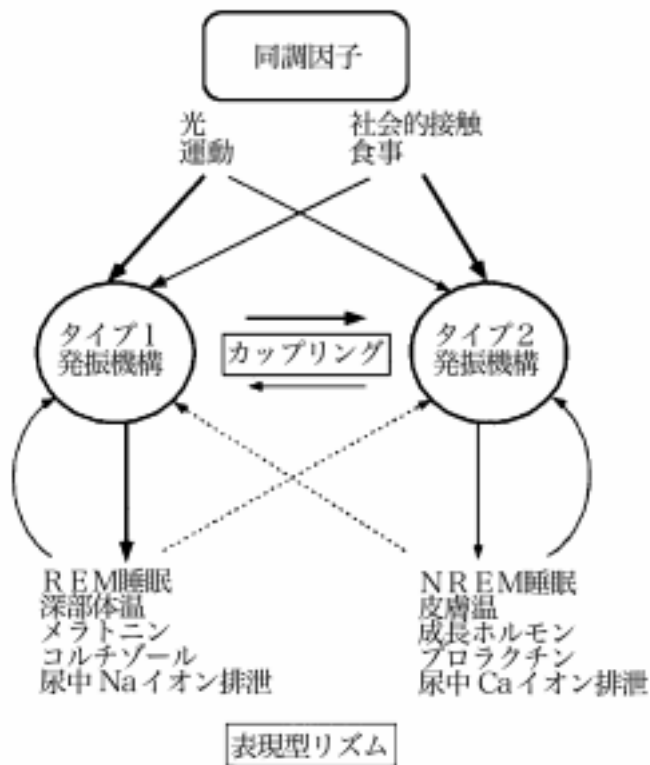 同調因子
光
運動
社会的接触
食事
タイプ1
発振機構
カップリング
タイプ2
発振機構
REM睡眠
深部体温
メラトニン
コルチゾール
尿中Naイオン排泄
NREM睡眠
皮膚温
成長ホルモン
プロラクチン
尿中Caイオン排泄
表現型リズム